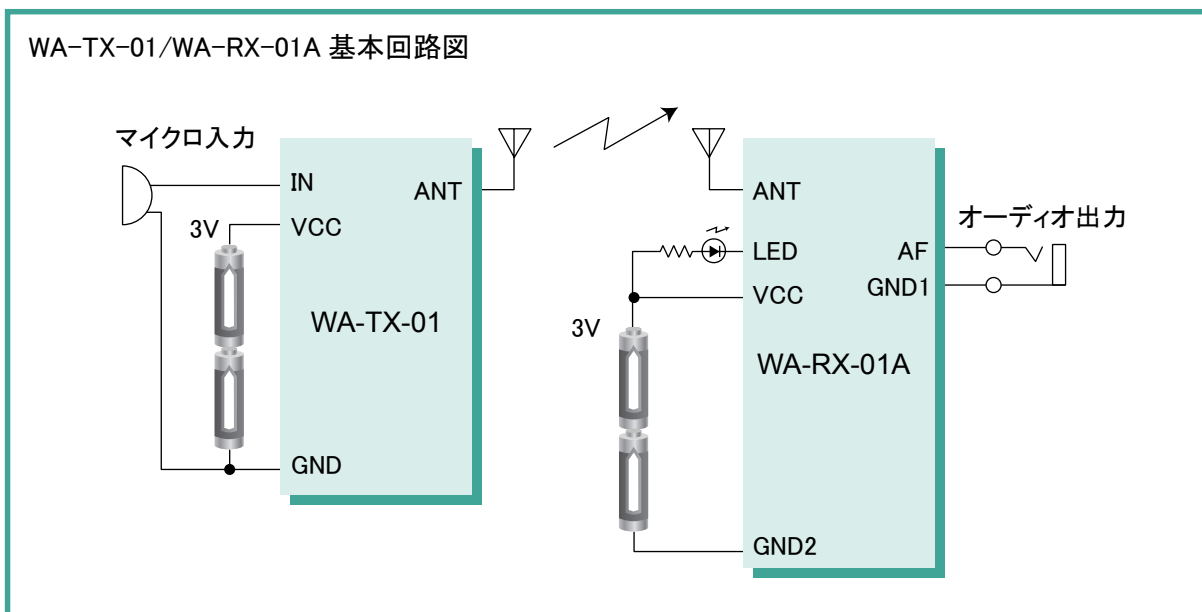 WA-TX-01/WA-RX-01A 基本回路図
マイクロ入力
IN
ANT
3V
VCC
WA-TX-01
GND
ANT
オーディオ出力
LED
AF
VCC
GND1
3V
WA-RX-01A
GND2